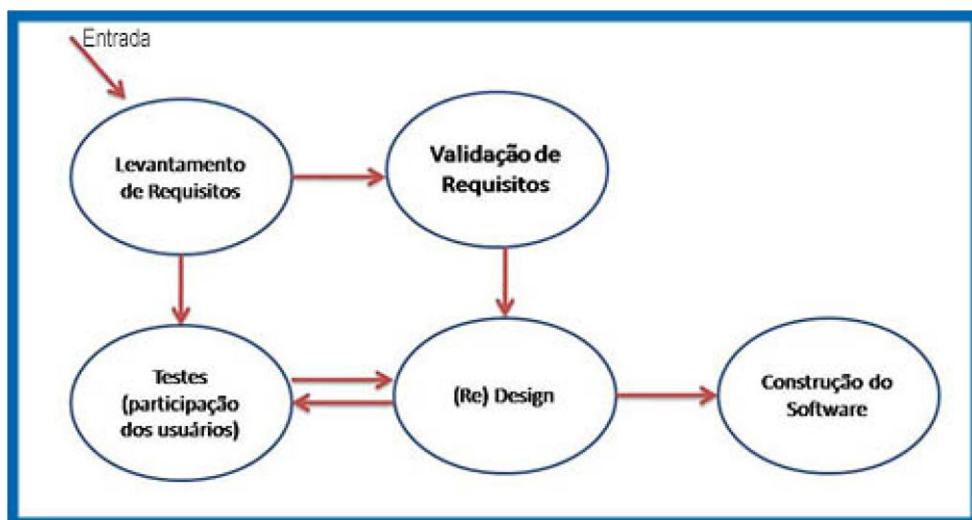 Entrada
Levantamento
de Requisitos
Validação de
Requisitos
Testes
(participação
dos usuários)
(Re) Design
Construção do
Software